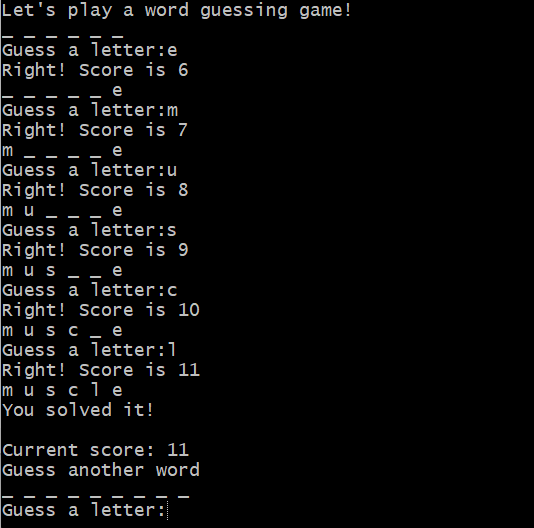 Let's play a word guessing game!
_ _ _ _ _ _
Guess a letter:e
Right! Score is 6
_ _ _ _ _ e
Guess a letter:m
Right! Score is 7
m _ _ _ _ e
Guess a letter:u
Right! Score is 8
m u _ _ _ e
Guess a letter:s
Right! Score is 9
m u s _ _ e
Guess a letter:c
Right! Score is 10
m u s c _ e
Guess a letter:l
Right! Score is 11
m u s c l e
You solved it!

Current score: 11
Guess another word
_ _ _ _ _ _ _ _ _
Guess a letter: